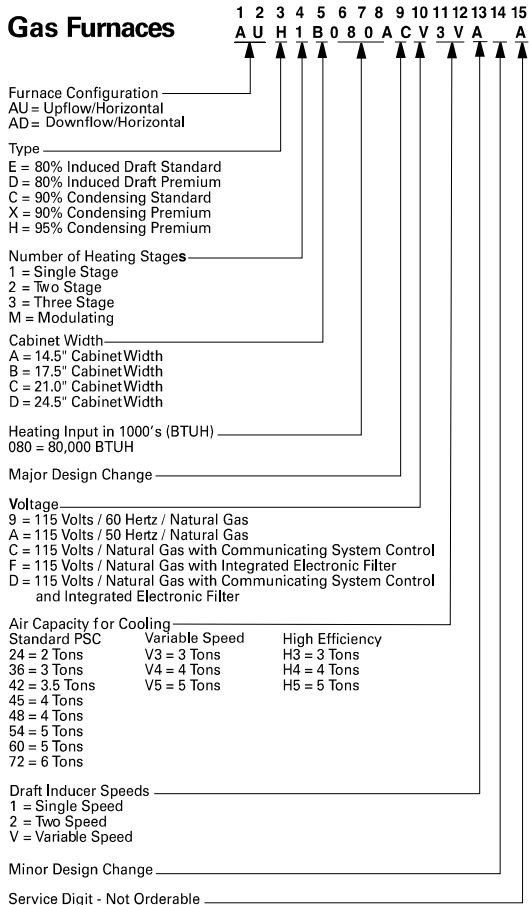 Gas Furnaces
1 2 3 4 5 6 7 8 9 10 11 12 13 14 15
A U H 1 B 0 8 0 A C V 3 V A A
Furnace Configuration
AU = Upflow/Horizontal
AD = Downflow/Horizontal
Type
E = 80% Induced Draft Standard
D = 80% Induced Draft Premium
C = 90% Condensing Standard
X = 90% Condensing Premium
H = 95% Condensing Premium
Number of Heating Stages
1 = Single Stage
2 = Two Stage
3 = Three Stage
M = Modulating
Cabinet Width
A = 14.5" Cabinet Width
B = 17.5" Cabinet Width
C = 21.0" Cabinet Width
D = 24.5" Cabinet Width
Heating Input in 1000's (BTUH)
080 = 80,000 BTUH
Major Design Change
Voltage
9 = 115 Volts / 60 Hertz / Natural Gas
A = 115 Volts / 50 Hertz / Natural Gas
C = 115 Volts / Natural Gas with Communicating System Control
F = 115 Volts / Natural Gas with Integrated Electronic Filter
D = 115 Volts / Natural Gas with Communicating System Control
and Integrated Electronic Filter
Air Capacity for Cooling
Standard PSC Variable Speed High Efficiency
24 = 2 Tons V3 = 3 Tons H3 = 3 Tons
36 = 3 Tons V4 = 4 Tons H4 = 4 Tons
42 = 3.5 Tons V5 = 5 Tons H5 = 5 Tons
45 = 4 Tons
48 = 4 Tons
54 = 5 Tons
60 = 5 Tons
72 = 6 Tons
Draft Inducer Speeds
1 = Single Speed
2 = Two Speed
V = Variable Speed
Minor Design Change
Service Digit - Not Orderable